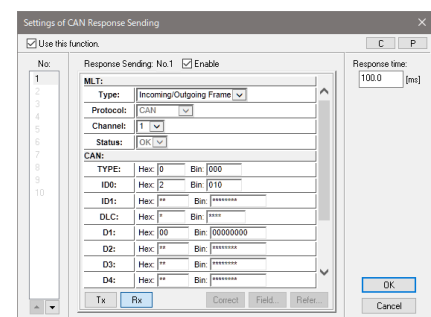 Settings of CAN Response Sending
Use this function.
C P
No: Response Sending: No.1 Enable Response time:
100.0 [ms]
1
2
3
4
5
6
7
8
9
10
MLT:
Type: Incoming/Outgoing Frame
Protocol: CAN
Channel: 1
Status: OK
CAN:
TYPE: Hex: 0 Bin: 000
ID0: Hex: 2 Bin: 010
ID1: Hex: ** Bin: ********
DLC: Hex: * Bin: ****
D1: Hex: 00 Bin: 00000000
D2: Hex: ** Bin: ********
D3: Hex: ** Bin: ********
D4: Hex: ** Bin: ********
Tx Rx Correct Field... Refer...
OK
Cancel